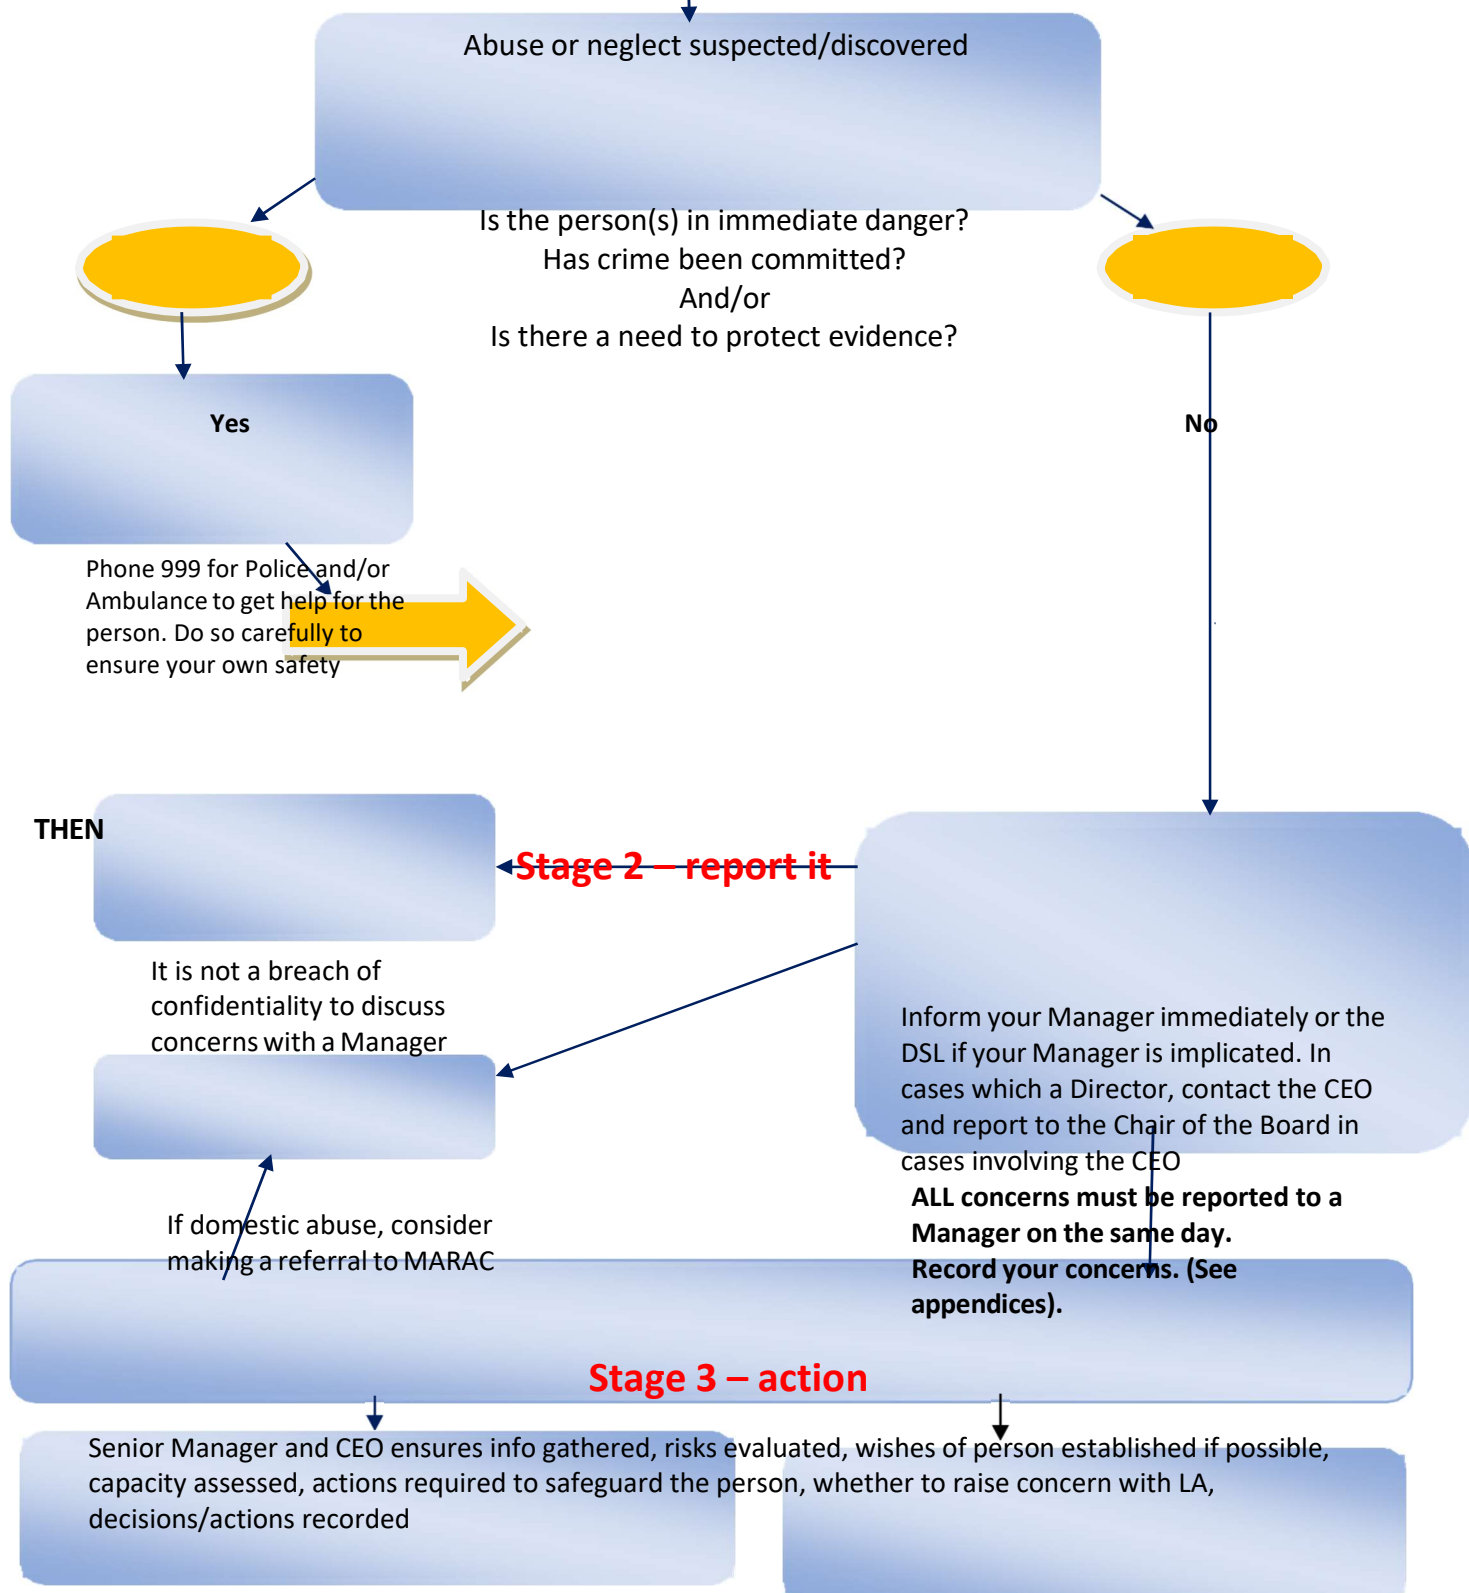 Abuse or neglect suspected/discovered
Is the person(s) in immediate danger?
Has crime been committed?
And/or
Is there a need to protect evidence?
Yes
No
Phone 999 for Police and/or
Ambulance to get help for the
person. Do so carefully to
ensure your own safety
THEN
Stage 2 – report it
It is not a breach of
confidentiality to discuss
concerns with a Manager
Inform your Manager immediately or the
DSL if your Manager is implicated. In
cases which a Director, contact the CEO
and report to the Chair of the Board in
cases involving the CEO
ALL concerns must be reported to a
Manager on the same day.
Record your concerns. (See
appendices).
If domestic abuse, consider
making a referral to MARAC
Stage 3 – action
Senior Manager and CEO ensures info gathered, risks evaluated, wishes of person established if possible,
capacity assessed, actions required to safeguard the person, whether to raise concern with LA,
decisions/actions recorded